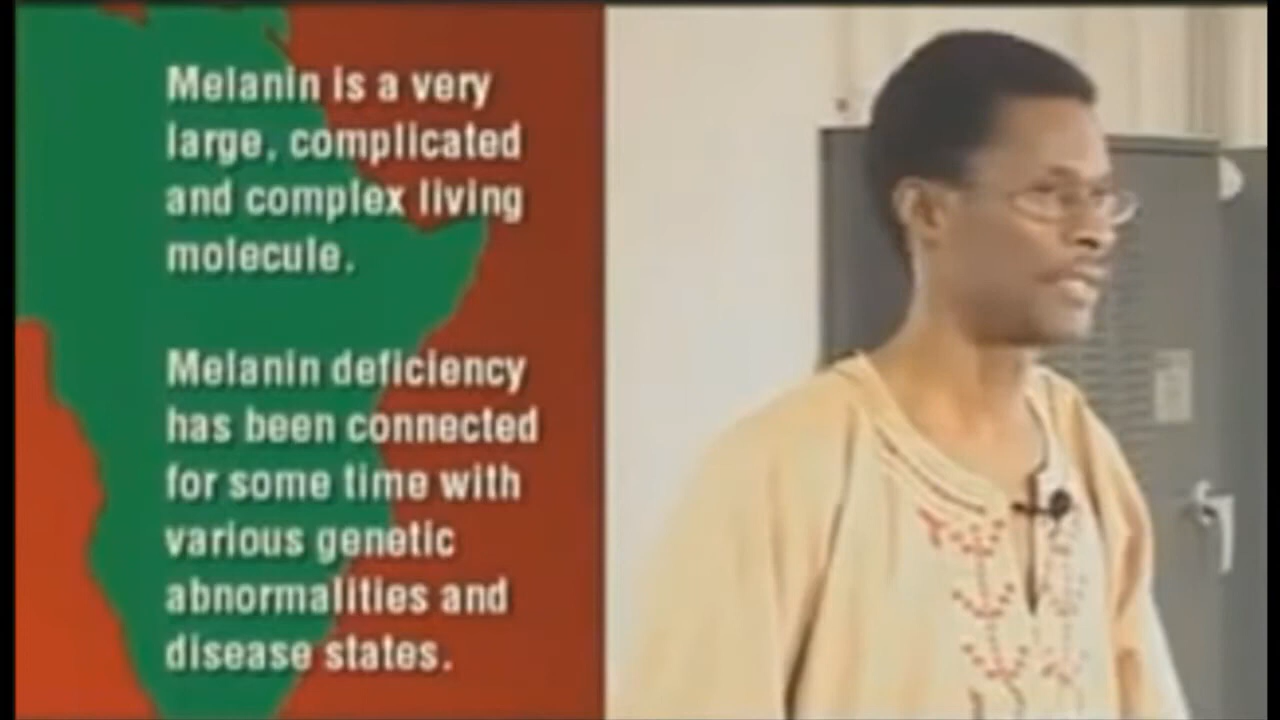 Melanin is a very
large, complicated
and complex living
molecule.
Melanin deficiency
has been connected
for some time with
various genetic
abnormalities and
disease states.